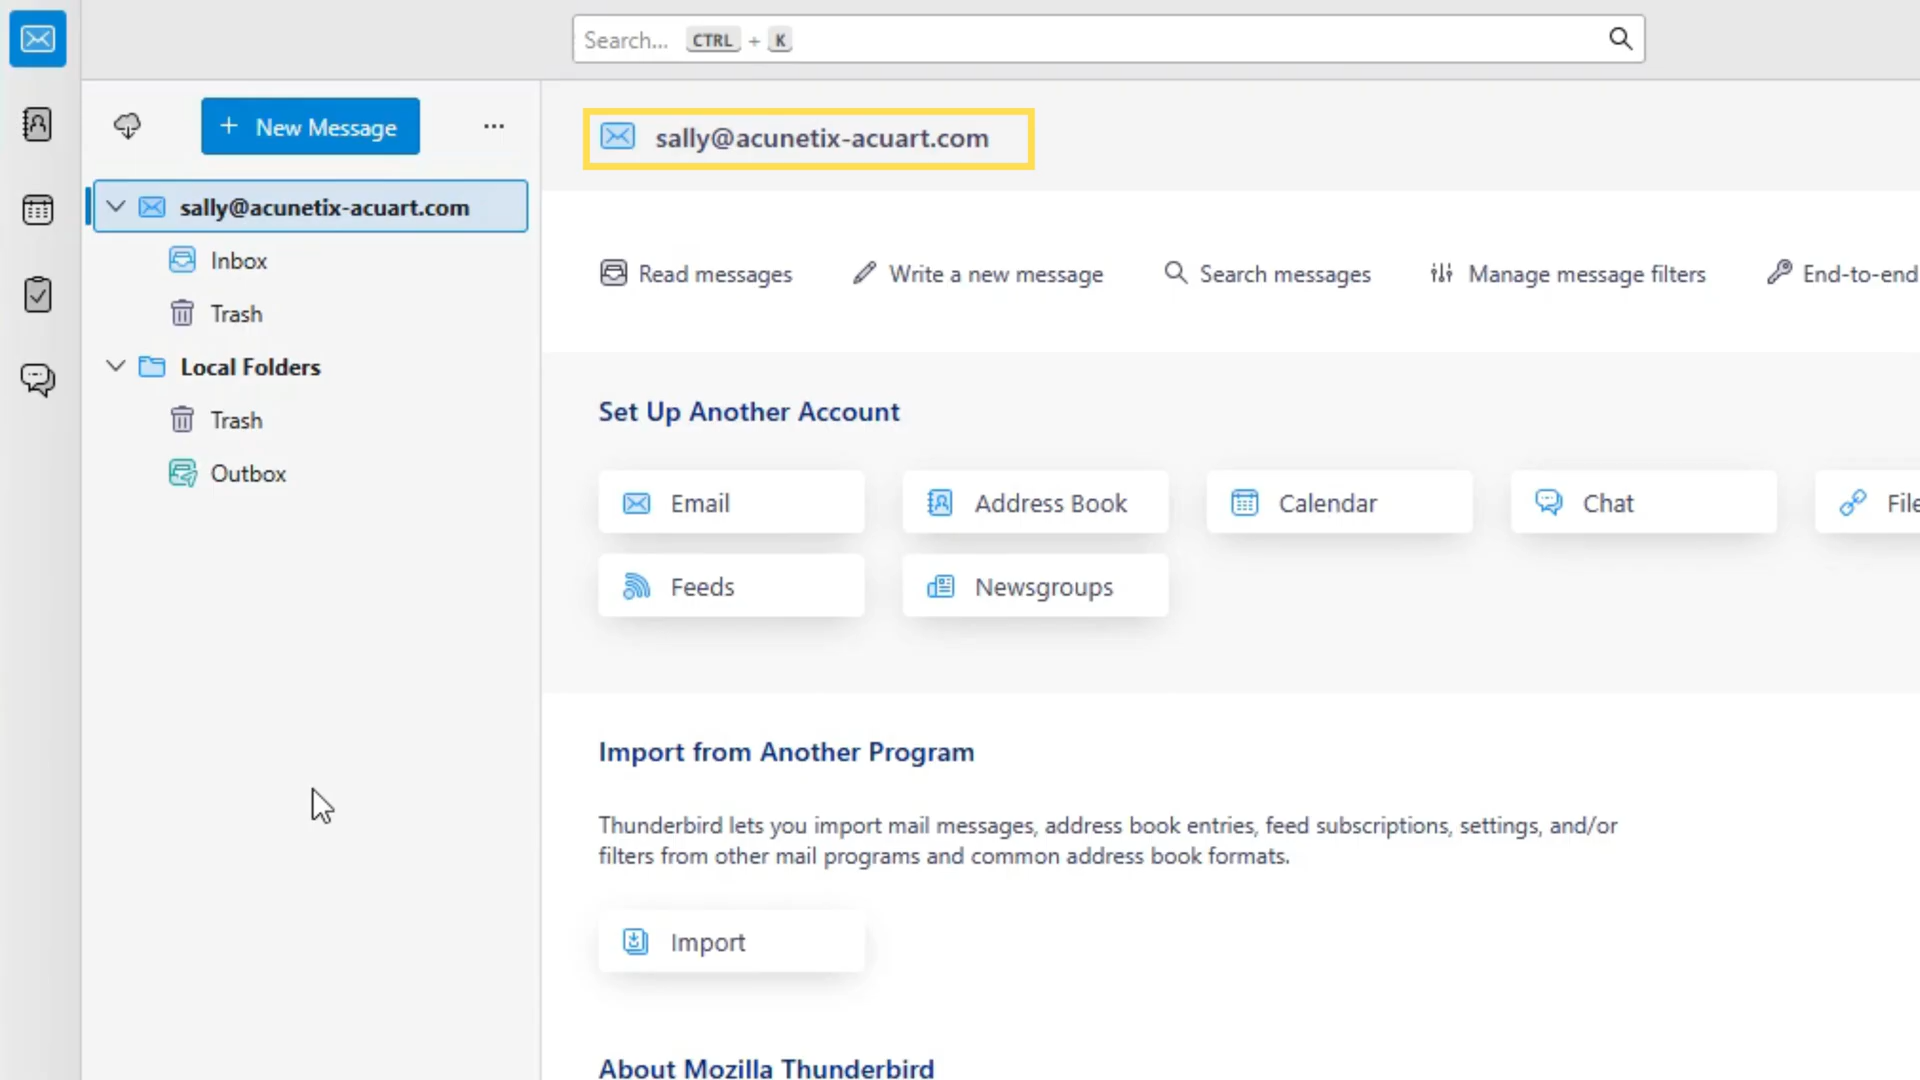 Search... CTRL + K
+ New Message ...
sally@acunetix-acuart.com
sally@acunetix-acuart.com
Inbox
Trash
Local Folders
Trash
Outbox
Read messages Write a new message Search messages Manage message filters End-to-end
Set Up Another Account
Email Address Book Calendar Chat File
Feeds Newsgroups
Import from Another Program
Thunderbird lets you import mail messages, address book entries, feed subscriptions, settings, and/or
filters from other mail programs and common address book formats.
Import
About Mozilla Thunderbird